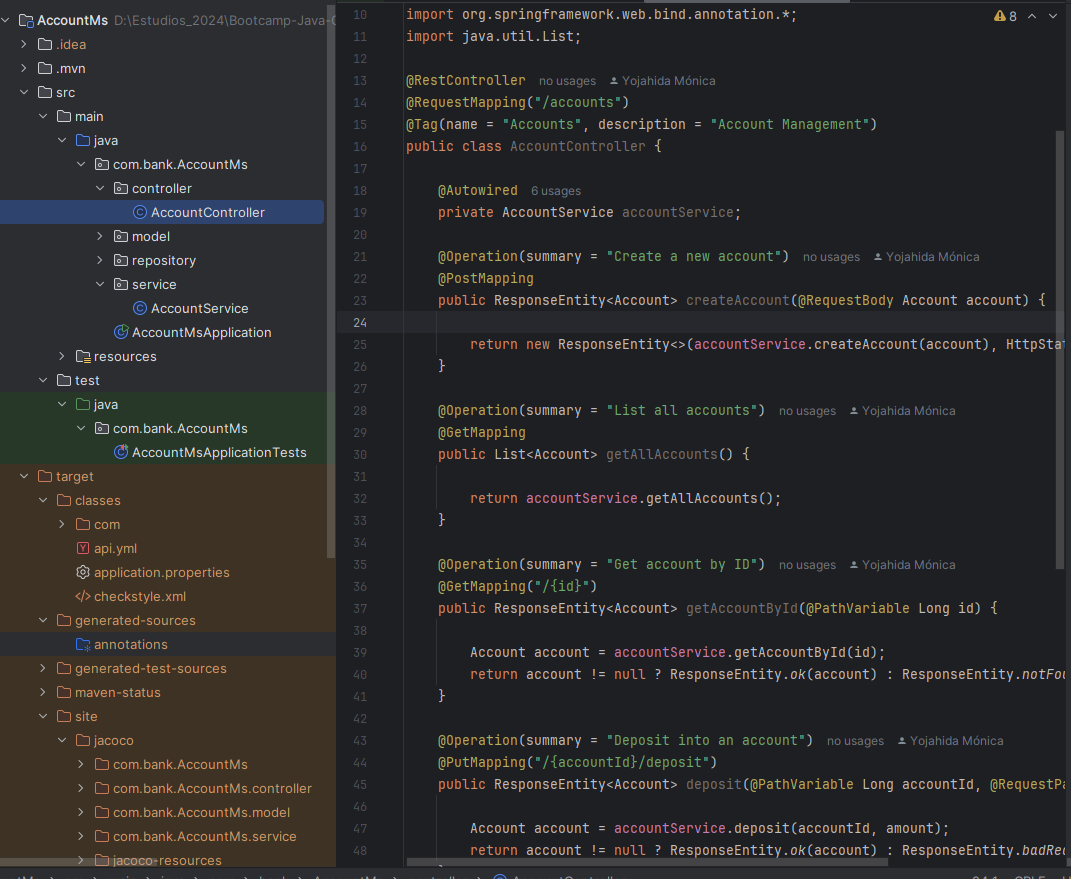 AccountMs D:\Estudios_2024\Bootcamp-Java-
.idea
.mvn
src
main
java
com.bank.AccountMs
controller
AccountController
model
repository
service
AccountService
AccountMsApplication
resources
test
java
com.bank.AccountMs
AccountMsApplicationTests
target
classes
com
api.yml
application.properties
checkstyle.xml
generated-sources
annotations
generated-test-sources
maven-status
site
jacoco
com.bank.AccountMs
com.bank.AccountMs.controller
com.bank.AccountMs.model
com.bank.AccountMs.service
jacoco-resources
8
10 import org.springframework.web.bind.annotation.*;
11 import java.util.List;
12
13 @RestController no usages Yojahida Mónica
14 @RequestMapping("/accounts")
15 @Tag(name = "Accounts", description = "Account Management")
16 public class AccountController {
17
18 @Autowired 6 usages
19 private AccountService accountService;
20
21 @Operation(summary = "Create a new account") no usages Yojahida Mónica
22 @PostMapping
23 public ResponseEntity<Account> createAccount(@RequestBody Account account) {
24
25 return new ResponseEntity<>(accountService.createAccount(account), HttpStat
26 }
27
28 @Operation(summary = "List all accounts") no usages Yojahida Mónica
29 @GetMapping
30 public List<Account> getAllAccounts() {
31
32 return accountService.getAllAccounts();
33 }
34
35 @Operation(summary = "Get account by ID") no usages Yojahida Mónica
36 @GetMapping("/{id}")
37 public ResponseEntity<Account> getAccountById(@PathVariable Long id) {
38
39 Account account = accountService.getAccountById(id);
40 return account != null ? ResponseEntity.ok(account) : ResponseEntity.notFou
41 }
42
43 @Operation(summary = "Deposit into an account") no usages Yojahida Mónica
44 @PutMapping("/{accountId}/deposit")
45 public ResponseEntity<Account> deposit(@PathVariable Long accountId, @RequestPa
46
47 Account account = accountService.deposit(accountId, amount);
48 return account != null ? ResponseEntity.ok(account) : ResponseEntity.badReq